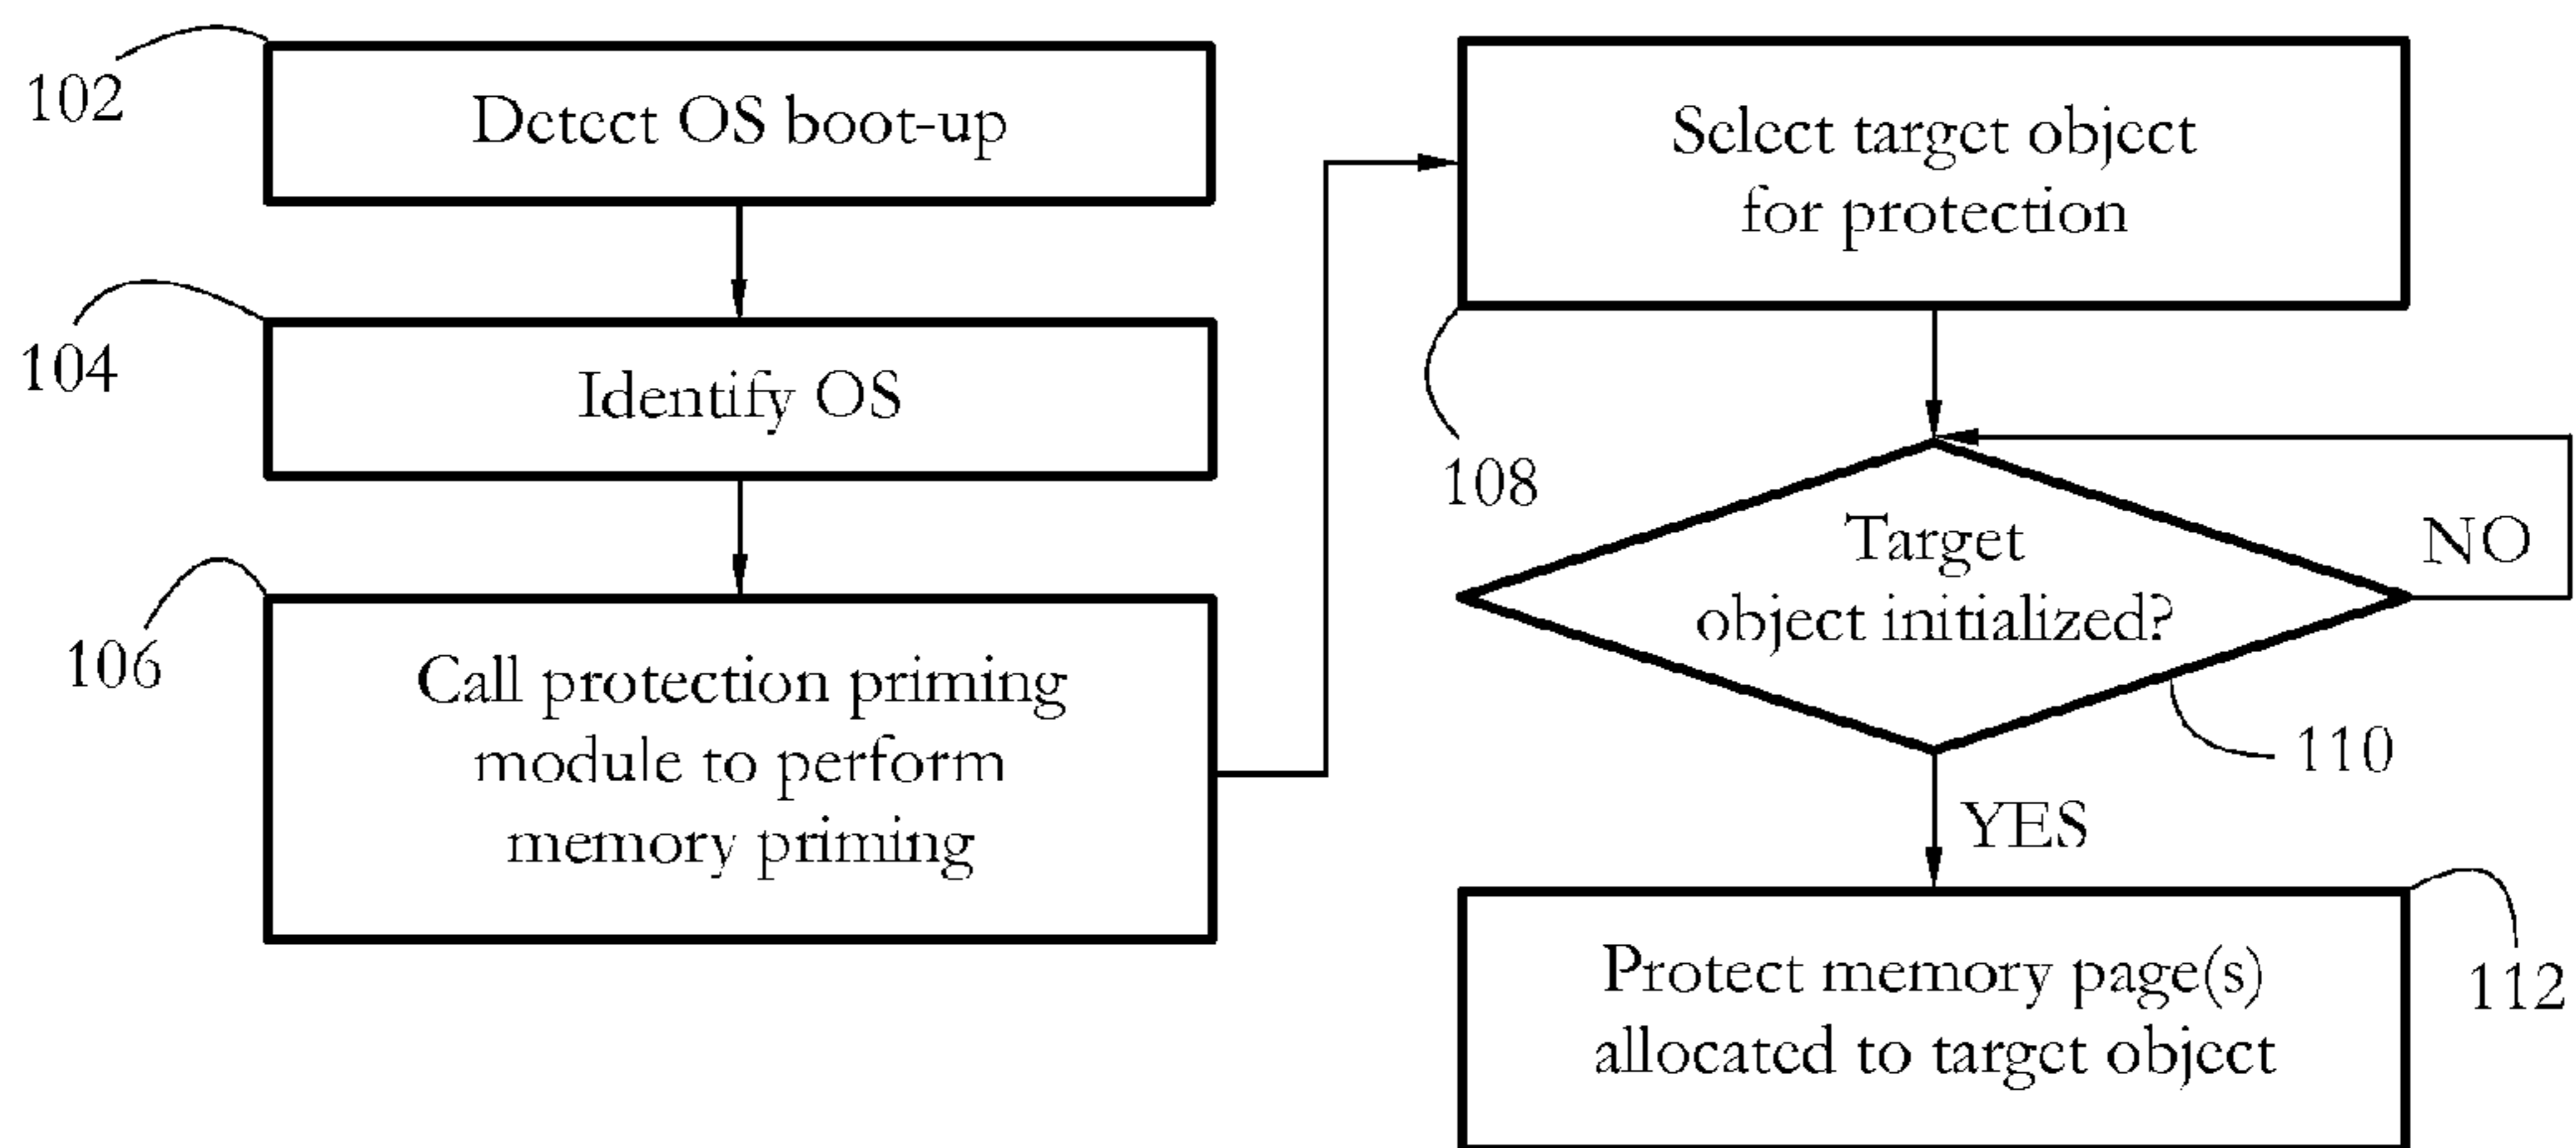 102
Detect OS boot-up
104
Identify OS
106
Call protection priming
module to perform
memory priming
Select target object
for protection
108
Target
object initialized?
NO
110
YES
Protect memory page(s)
allocated to target object
112